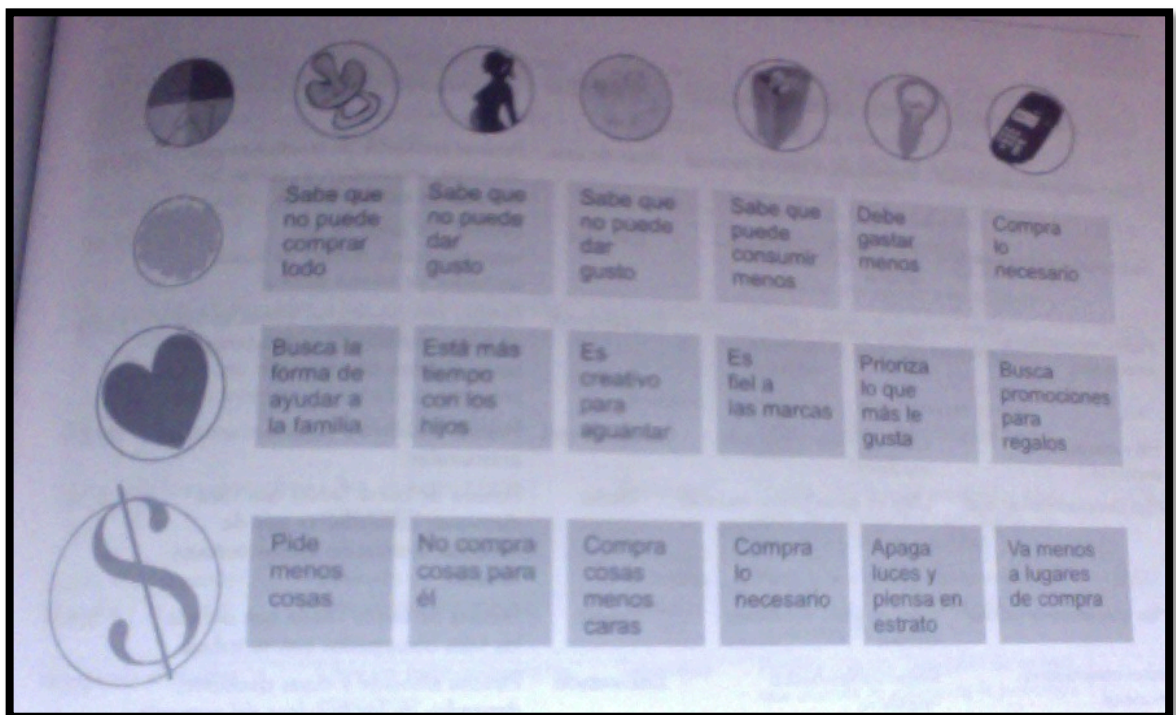 Sabe que
no puede
comprar
todo
Sabe que
no puede
dar
gusto
Sabe que
no puede
dar
gusto
Sabe que
puede
consumir
menos
Debe
gastar
menos
Compra
lo
necesario
Busca la
forma de
ayudar a
la familia
Está más
tiempo
con los
hijos
Es
creativo
para
aguantar
Es
fiel a
las marcas
Prioriza
lo que
más le
gusta
Busca
promociones
para
regalos
$
Pide
menos
cosas
No compra
cosas para
él
Compra
cosas
menos
caras
Compra
lo
necesario
Apaga
luces y
piensa en
estrato
Va menos
a lugares
de compra